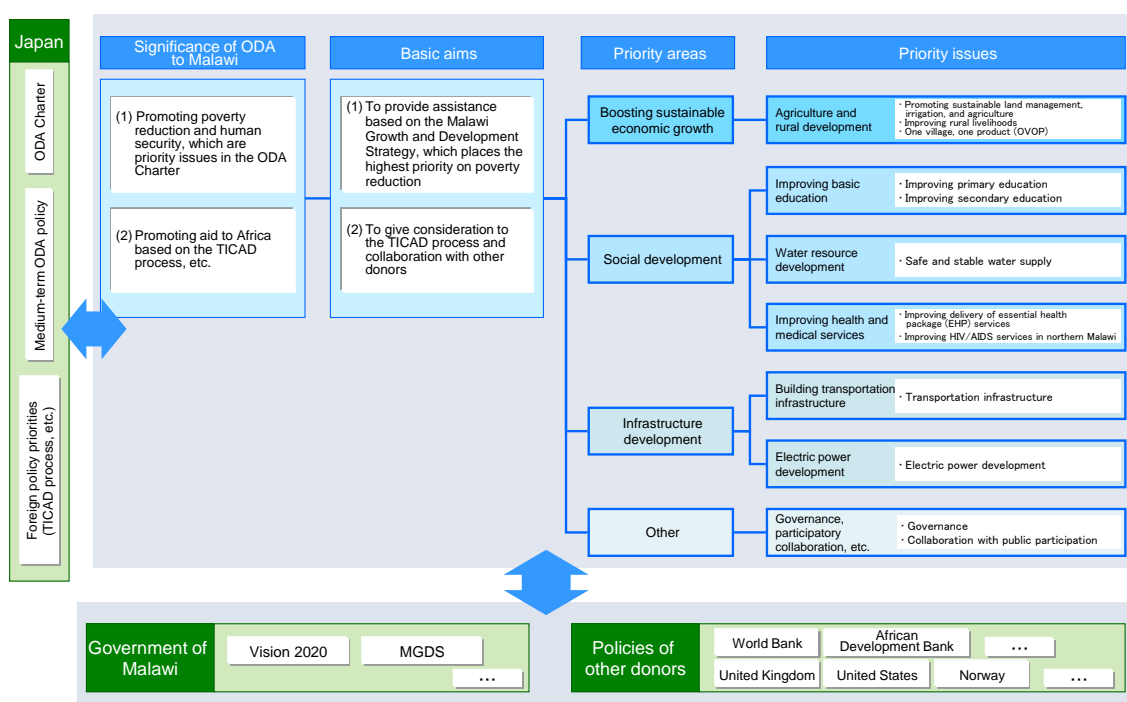 Japan
ODA Charter
Medium-term ODA policy
Foreign policy priorities
(TICAD process, etc.)
Significance of ODA
to Malawi
(1) Promoting poverty
reduction and human
security, which are
priority issues in the ODA
Charter
(2) Promoting aid to Africa
based on the TICAD
process, etc.
Basic aims
(1) To provide assistance
based on the Malawi
Growth and Development
Strategy, which places the
highest priority on poverty
reduction
(2) To give consideration to
the TICAD process and
collaboration with other
donors
Priority areas
Priority issues
Boosting sustainable
economic growth
Agriculture and
rural development
・Promoting sustainable land management,
irrigation, and agriculture
・Improving rural livelihoods
・One village, one product (OVOP)
Social development
Improving basic
education
・Improving primary education
・Improving secondary education
Water resource
development
・Safe and stable water supply
Improving health and
medical services
・Improving delivery of essential health
package (EHP) services
・Improving HIV/AIDS services in northern Malawi
Infrastructure
development
Building transportation
infrastructure
・Transportation infrastructure
Electric power
development
・Electric power development
Other
Governance,
participatory
collaboration, etc.
・Governance
・Collaboration with public participation
Government of
Malawi
Vision 2020
MGDS
…
Policies of
other donors
World Bank
African
Development Bank
…
United Kingdom
United States
Norway
…